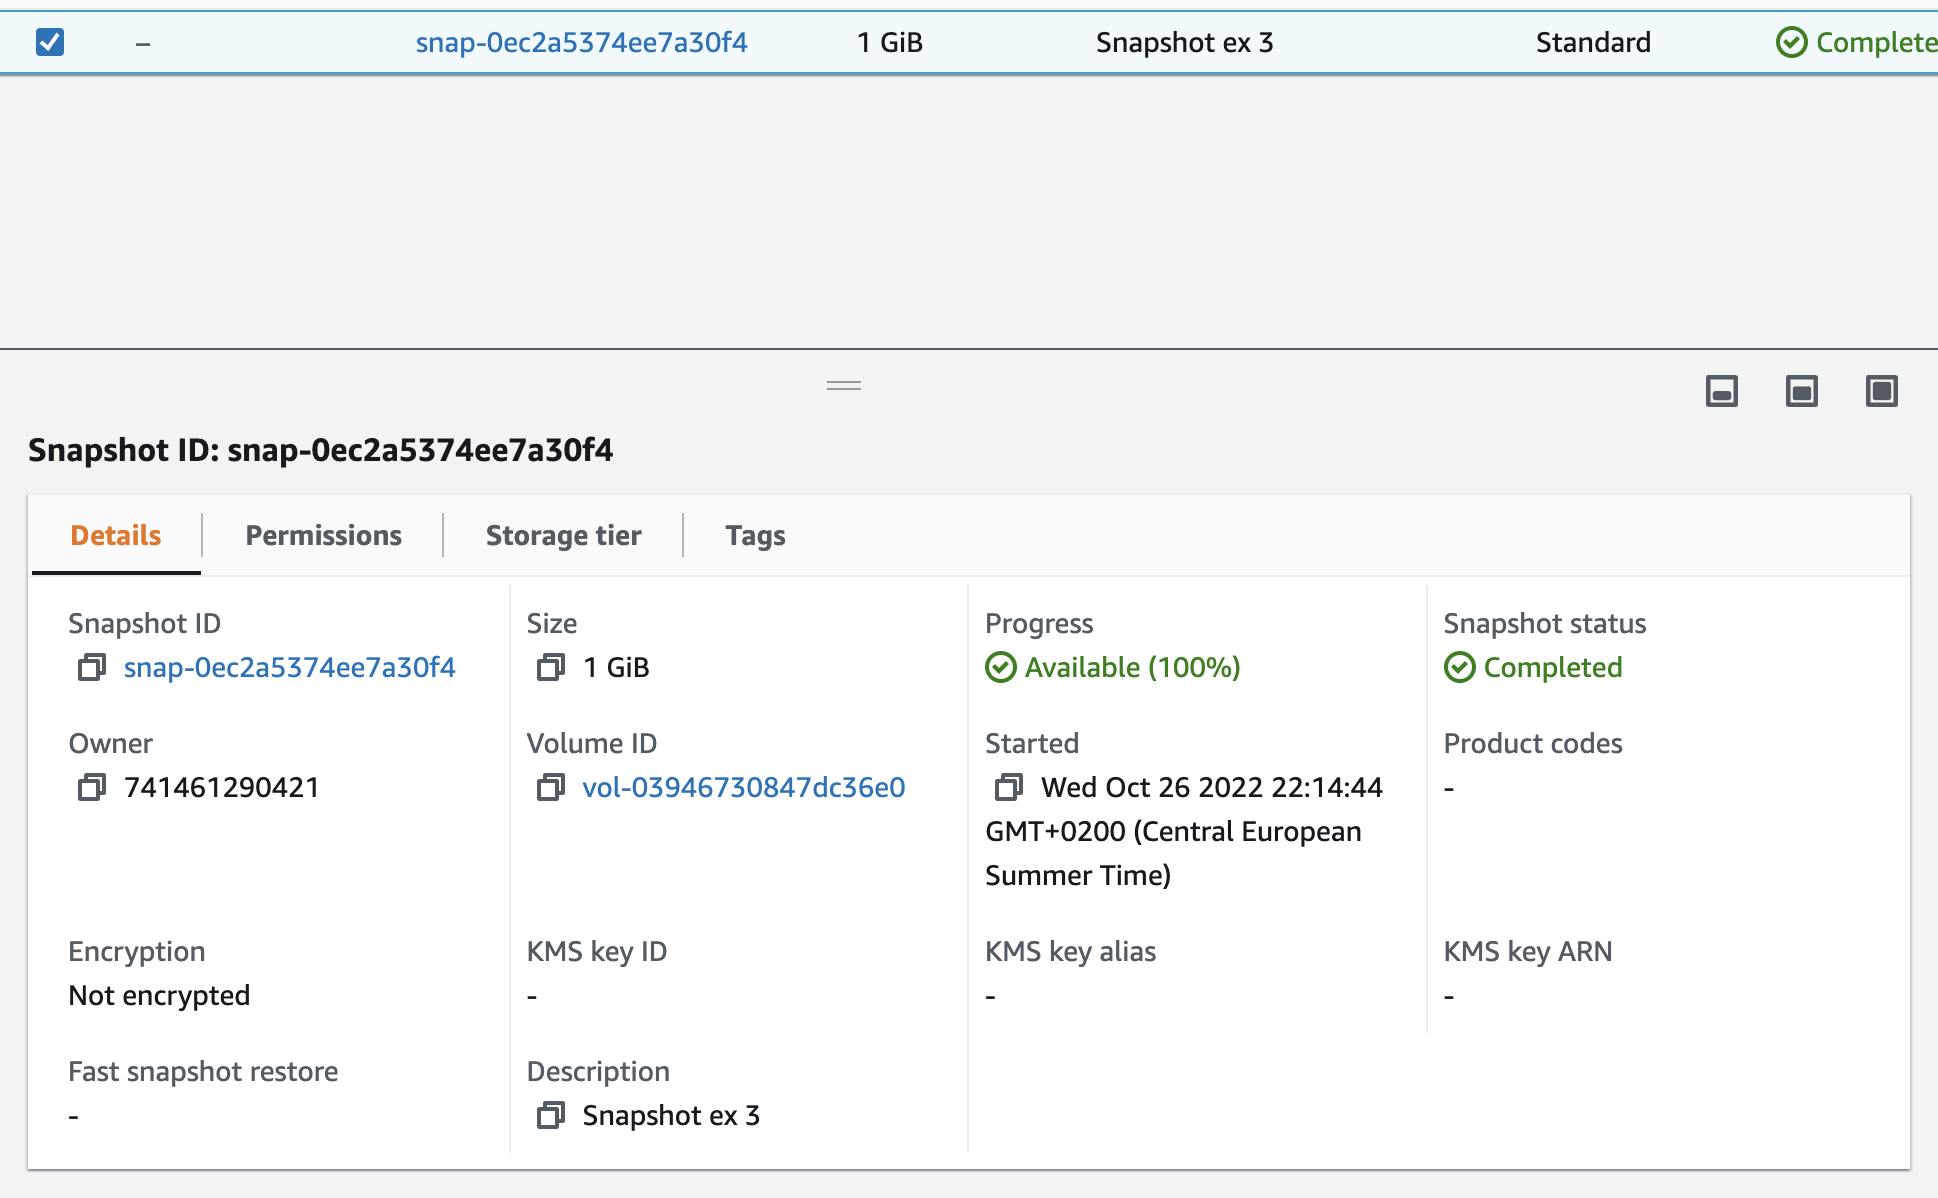 – snap-0ec2a5374ee7a30f4 1 GiB Snapshot ex 3 Standard Complete
Snapshot ID: snap-0ec2a5374ee7a30f4
Details Permissions Storage tier Tags
Snapshot ID Size Progress Snapshot status
snap-0ec2a5374ee7a30f4 1 GiB Available (100%) Completed
Owner Volume ID Started Product codes
741461290421 vol-03946730847dc36e0 Wed Oct 26 2022 22:14:44 -
GMT+0200 (Central European
Summer Time)
Encryption KMS key ID KMS key alias KMS key ARN
Not encrypted - - -
Fast snapshot restore Description
- Snapshot ex 3